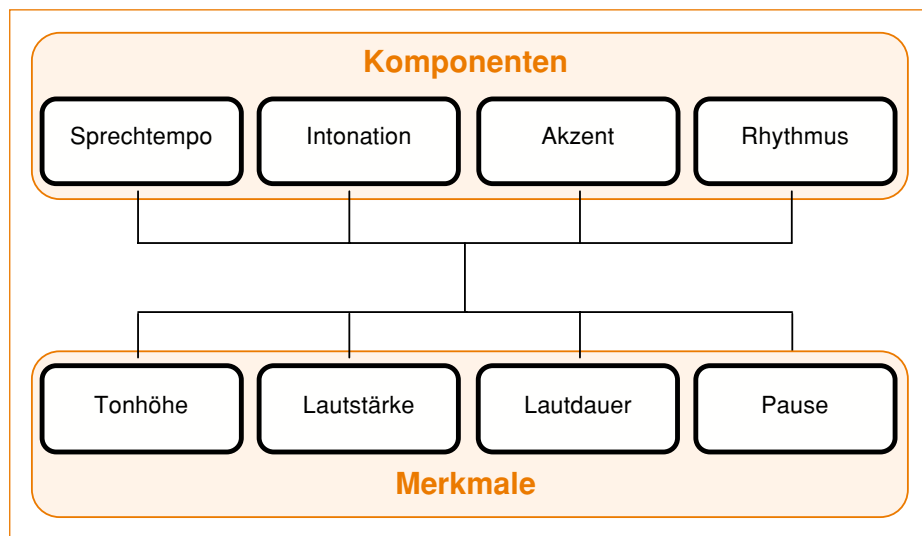 Komponenten
Sprechtempo
Intonation
Akzent
Rhythmus
Tonhöhe
Lautstärke
Lautdauer
Pause
Merkmale